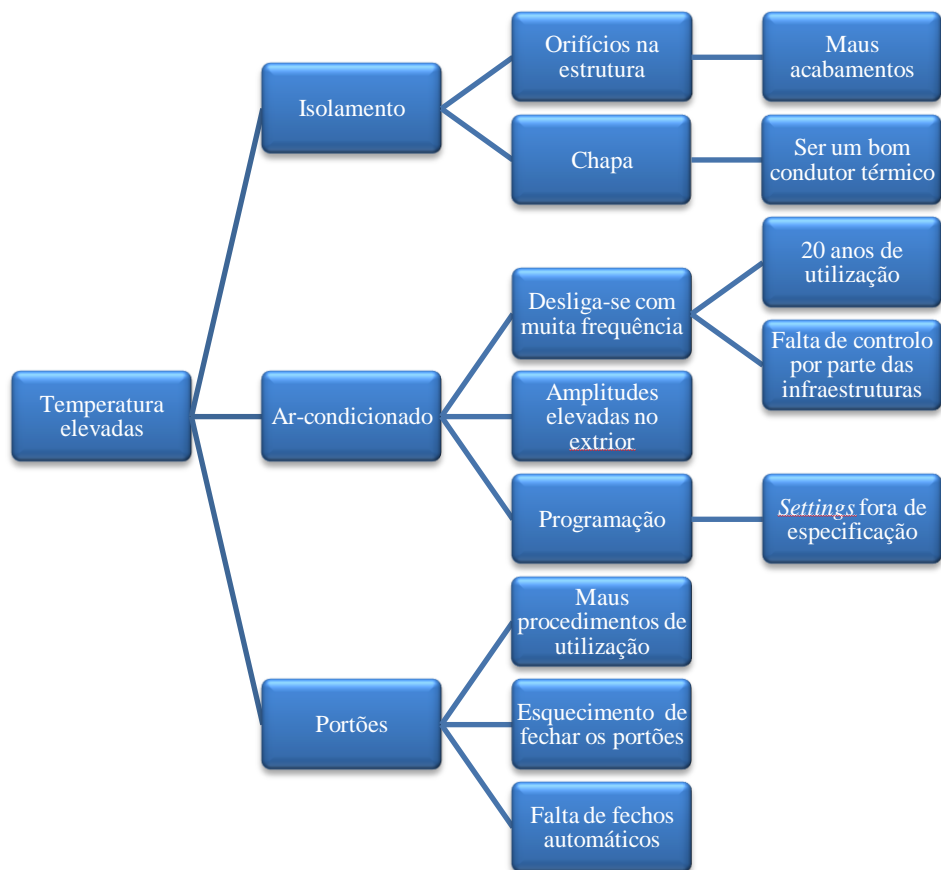 Orifícios na
estrutura
Maus
acabamentos
Isolamento
Chapa
Ser um bom
condutor térmico
20 anos de
utilização
Desliga-se com
muita frequência
Falta de controlo
por parte das
infraestruturas
Temperatura
elevadas
Ar-condicionado
Amplitudes
elevadas no
extrior
Programação
Settings fora de
especificação
Maus
procedimentos de
utilização
Portões
Esquecimento de
fechar os portões
Falta de fechos
automáticos